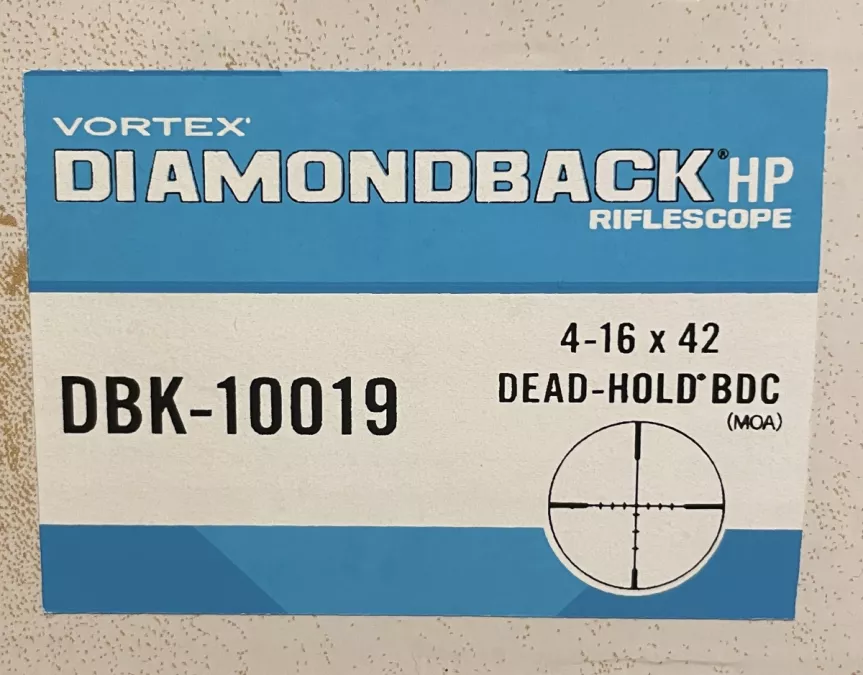 VORTEX
DIAMONDBACK® HP
RIFLESCOPE
4-16 x 42
DEAD-HOLD® BDC
(MOA)
DBK-10019